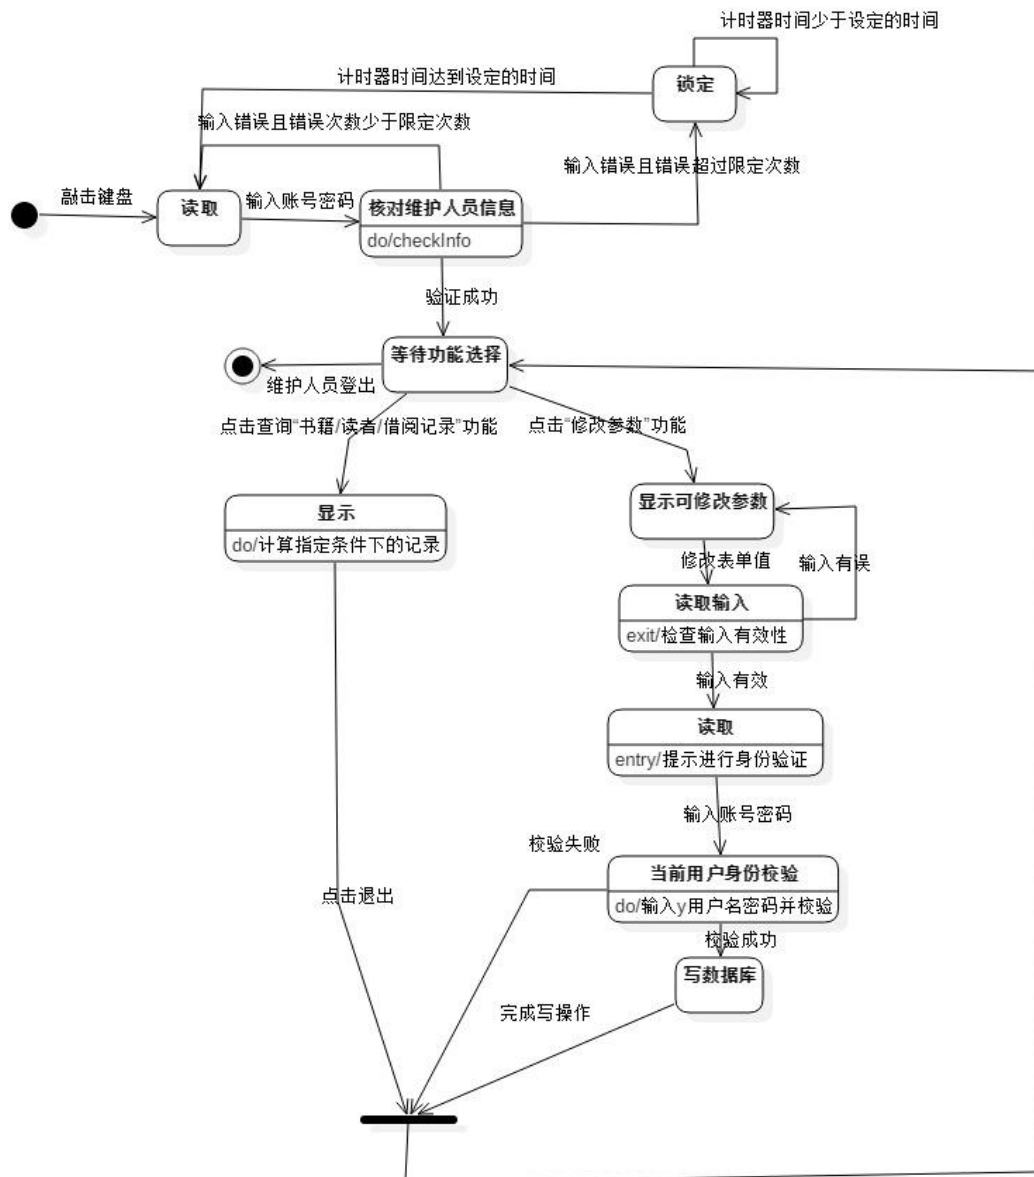 计时器时间少于设定的时间
计时器时间达到设定的时间
锁定
输入错误且错误次数少于限定次数
输入错误且错误超过限定次数
敲击键盘
读取
输入账号密码
核对维护人员信息
do/checkInfo
验证成功
等待功能选择
维护人员登出
点击查询“书籍/读者/借阅记录”功能
点击“修改参数”功能
显示
do/计算指定条件下的记录
显示可修改参数
修改表单值
输入有误
读取输入
exit/检查输入有效性
输入有效
读取
entry/提示进行身份验证
输入账号密码
校验失败
当前用户身份校验
do/输入y用户名密码并校验
点击退出
校验成功
写数据库
完成写操作